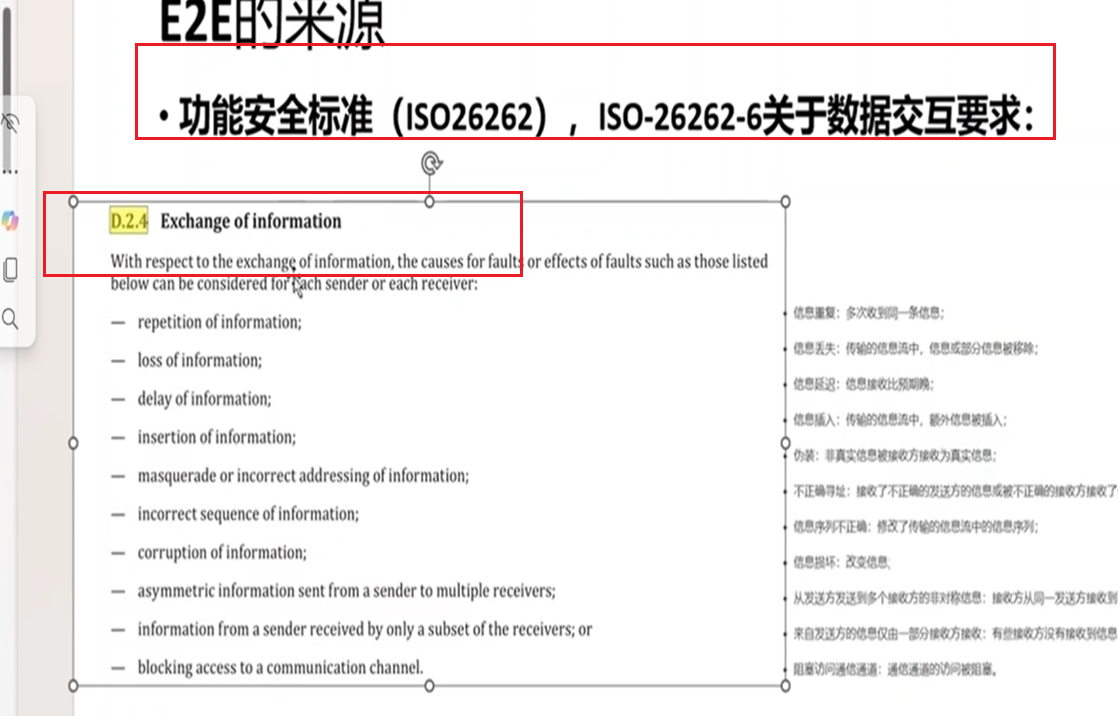 E2E的来源
• 功能安全标准（ISO26262），ISO-26262-6关于数据交互要求：
D.2.4 Exchange of information
With respect to the exchange of information, the causes for faults or effects of faults such as those listed
below can be considered for each sender or each receiver:
— repetition of information;
— loss of information;
— delay of information;
— insertion of information;
— masquerade or incorrect addressing of information;
— incorrect sequence of information;
— corruption of information;
— asymmetric information sent from a sender to multiple receivers;
— information from a sender received by only a subset of the receivers; or
— blocking access to a communication channel.
• 信息重复：多次收到同一条信息；
• 信息丢失：传输的信息流中，信息或部分信息被移除；
• 信息延迟：信息接收比预期晚；
• 信息插入：传输的信息流中，额外信息被插入；
• 伪装：非真实信息被接收方接收为真实信息；
• 不正确寻址：接收了不正确的发送方的信息或被不正确的接收方接收了
• 信息序列不正确：修改了传输的信息流中的信息序列；
• 信息损坏：改变信息；
• 从发送方发送到多个接收方的非对称信息：接收方从同一发送方接收到
• 来自发送方的信息仅由一部分接收方接收：有些接收方没有接收到信息
• 阻塞访问通信通道：通信通道的访问被阻塞。